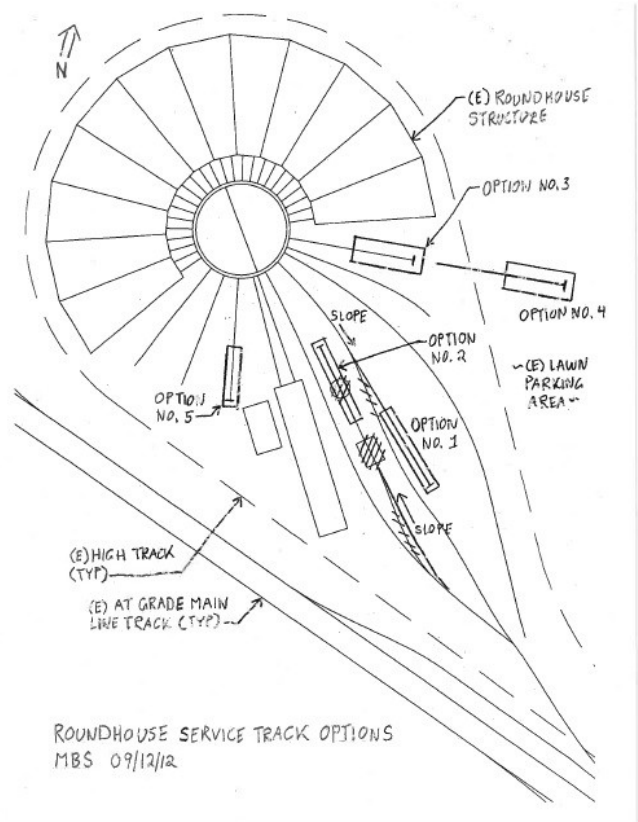 N
(E) ROUNDHOUSE
STRUCTURE
OPTION NO.3
OPTION NO.4
SLOPE
OPTION
NO.2
~(E) LAWN
PARKING
AREA~
OPTION
NO.5
OPTION
NO.1
SLOPE
(E) HIGH TRACK
(TYP)
(E) AT GRADE MAIN
LINE TRACK (TYP)
ROUNDHOUSE SERVICE TRACK OPTIONS
MBS 09/12/12